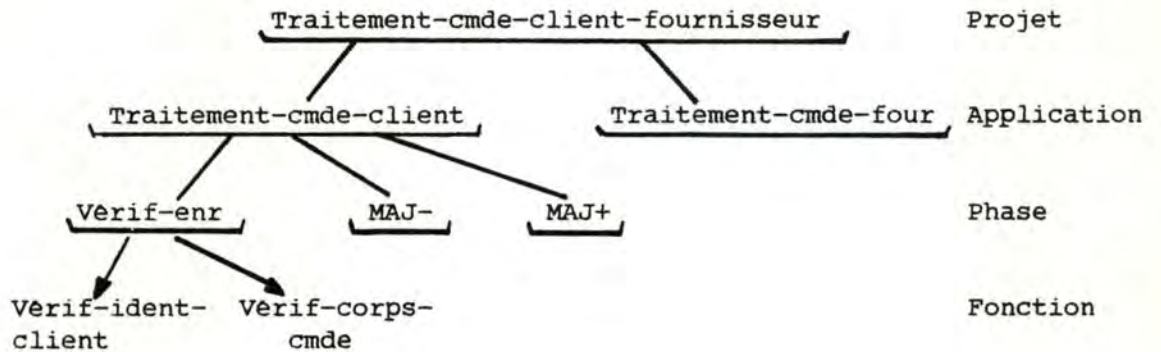 Traitement-cmde-client-fournisseur Projet
Traitement-cmde-client Traitement-cmde-four Application
Vérif-enr MAJ- MAJ+ Phase
Vérif-ident- Vérif-corps- Fonction
client cmde